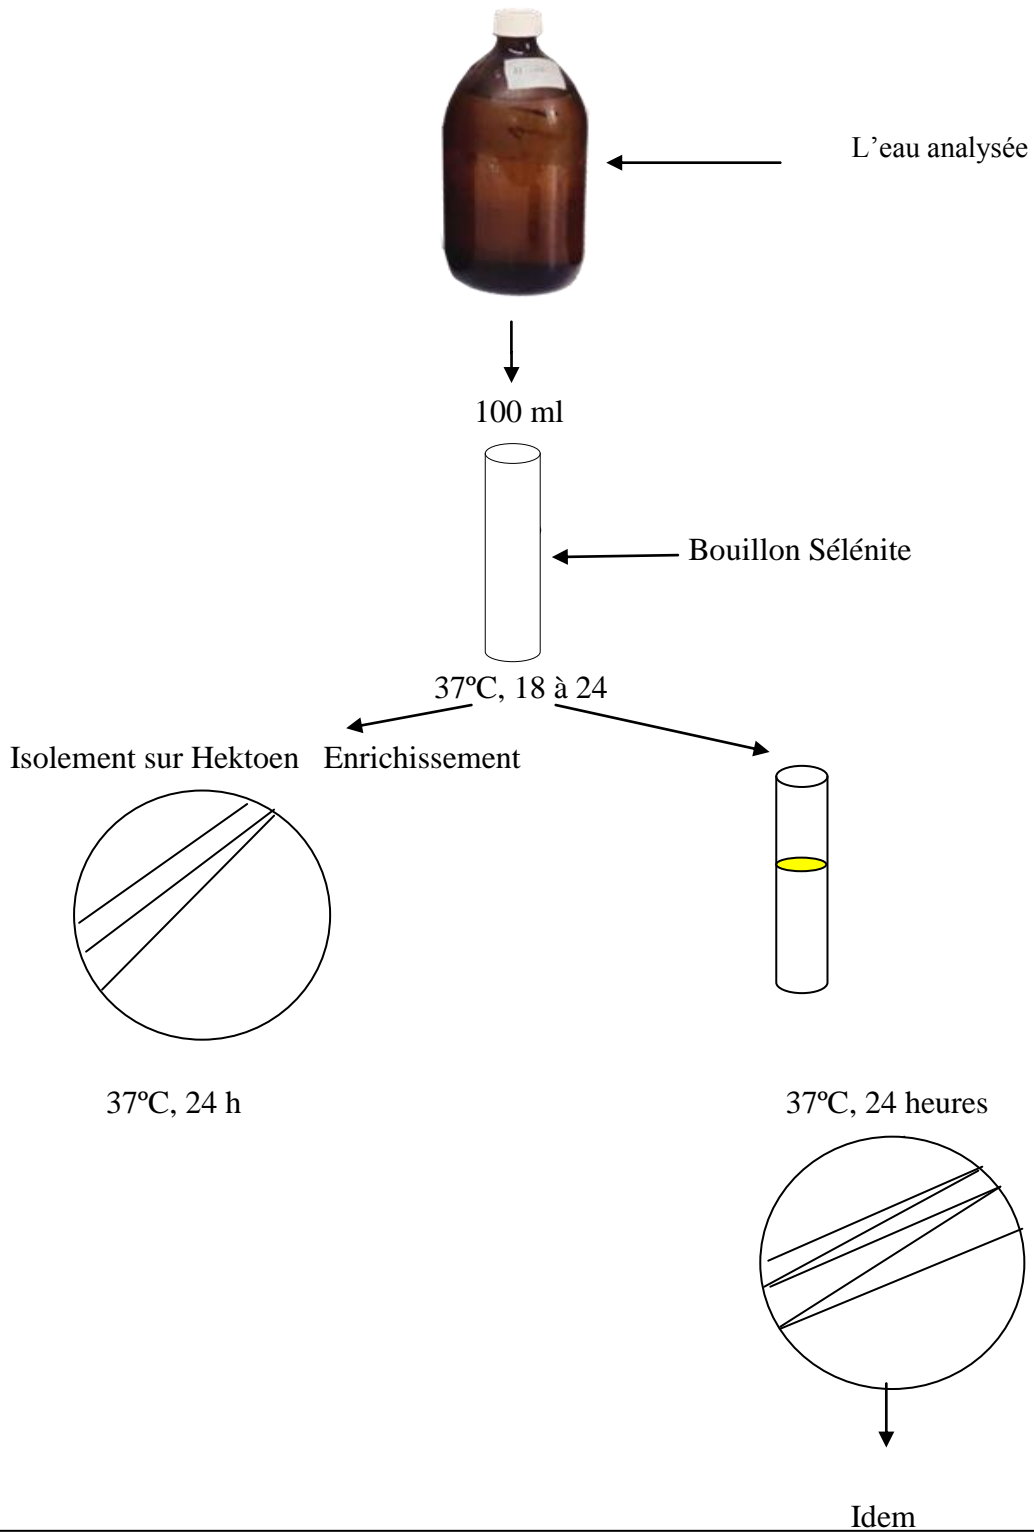 L’eau analysée
100 ml
Bouillon Sélénite
37ºC, 18 à 24
Isolement sur Hektoen Enrichissement
37ºC, 24 h
37ºC, 24 heures
Idem